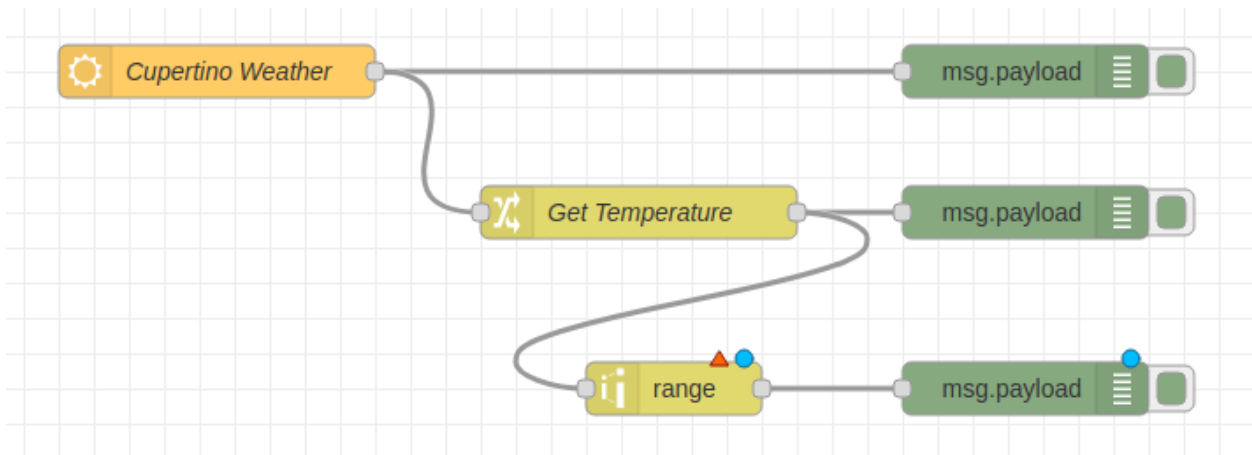 Cupertino Weather
msg.payload
Get Temperature
msg.payload
range
msg.payload